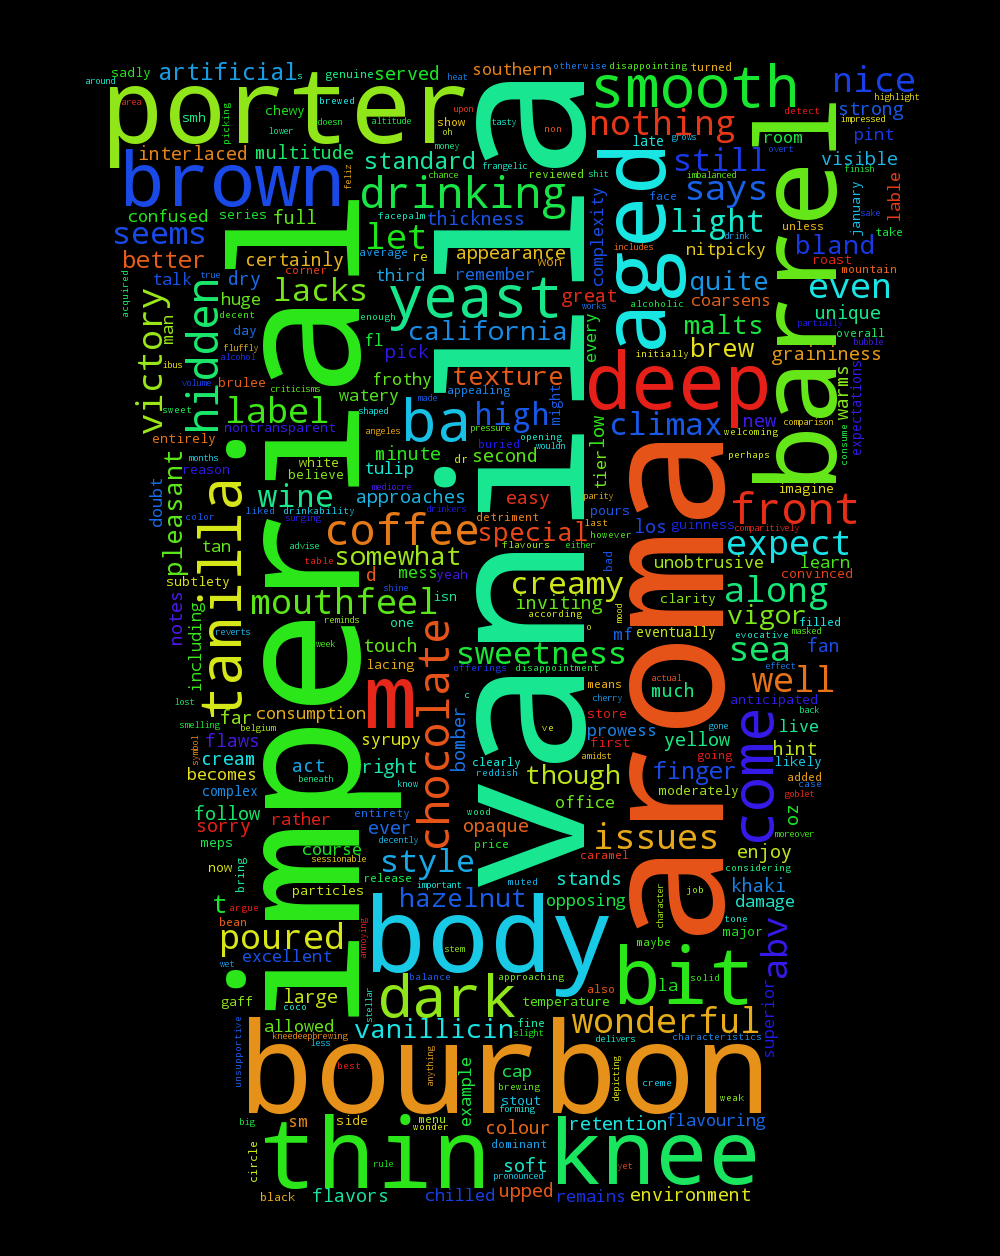 sadly
artificial
s
genuine
served
southern
otherwise
disappointing
turned
smooth
nice
highlight
around
porter
area
picking
smh
chewy
brewed
doesn
heat
altitude
lower
show
oh
upon
money
tasty
non
nothing
detect
strong
impressed
pint
room
interlaced
multitude
standard
frangelic
chance
reviewed
shit
late
still
imbalanced
overt
visible
finish
brown
feliz
drinking
face
says
aged
barrel
january
lable
sake
take
confused
series
full
facepalm
thickness
complexity
light
drink
unless
seems
certainly
let
re
appearance
won
includes
nitpicky
bland
better
corner
average
third
remember
great
alcoholic
quite
coarsens
roast
mountain
talk
true
dry
lacks
yeast
works
even
acquired
victory
man
hidden
decent
huge
enough
fl
california
every
malts
unique
partially
day
fluffly
pick
initially
brew
overall
bubble
graininess
ibus
alcohol
volume
brulee
criticisms
frothy
texture
deep
warms
expectations
sweet
label
shaped
watery
made
appealing
might
nontransparent
angeles
ba
high
pressure
climax
new
comparison
welcoming
consume
entirely
minute
buried
opening
wouldn
tier
low
perhaps
months
reason
white
believe
tulip
dr
second
pleasant
tanilla
wine
approaches
mediocre
easy
parity
imagine
doubt
color
liked
drinkability
drinkers
pours
front
surging
coffee
detriment
special
last
however
los
guinness
comparitively
tan
advise
table
somewhat
flavours
either
bad
expect
subtlety
d
mess
yeah
unobtrusive
learn
convinced
shine
mouthfeel
isn
creamy
inviting
according
o
mood
clarity
along
notes
including
reminds
one
mf
vigor
filled
masked
reverts
week
touch
sweetness
eventually
evocative
sea
fan
imperial
vanilla
aroma
lacing
offerings
disappointment
effect
actual
well
lost
m
chocolate
c
cherry
means
much
anticipated
far
consumption
store
back
smelling
belgium
syrupy
bomber
ve
prowess
gone
come
live
flaws
symbol
clearly
amidst
first
yellow
going
hint
cream
act
right
reddish
though
finger
likely
becomes
beneath
know
added
complex
office
moderately
case
goblet
follow
entirety
wood
oz
sorry
rather
ever
opaque
issues
moreover
meps
course
decently
price
now
sessionable
style
caramel
enjoy
bring
release
important
muted
stands
considering
particles
hazelnut
character
job
khaki
t
argue
opposing
damage
bean
body
tone
poured
annoying
stem
maybe
major
abv
wet
excellent
balance
approaching
bit
la
solid
superior
gaff
large
stellar
dark
also
temperature
coco
unsupportive
allowed
vanillicin
fine
slight
wonderful
kneedeepbrewing
less
delivers
characteristics
bourbon
best
anything
example
cap
brewing
depicting
creme
weak
stout
forming
big
sm
side
menu
wonder
colour
retention
flavouring
thin
dominant
knee
circle
rule
soft
yet
pronounced
black
flavors
chilled
upped
remains
environment